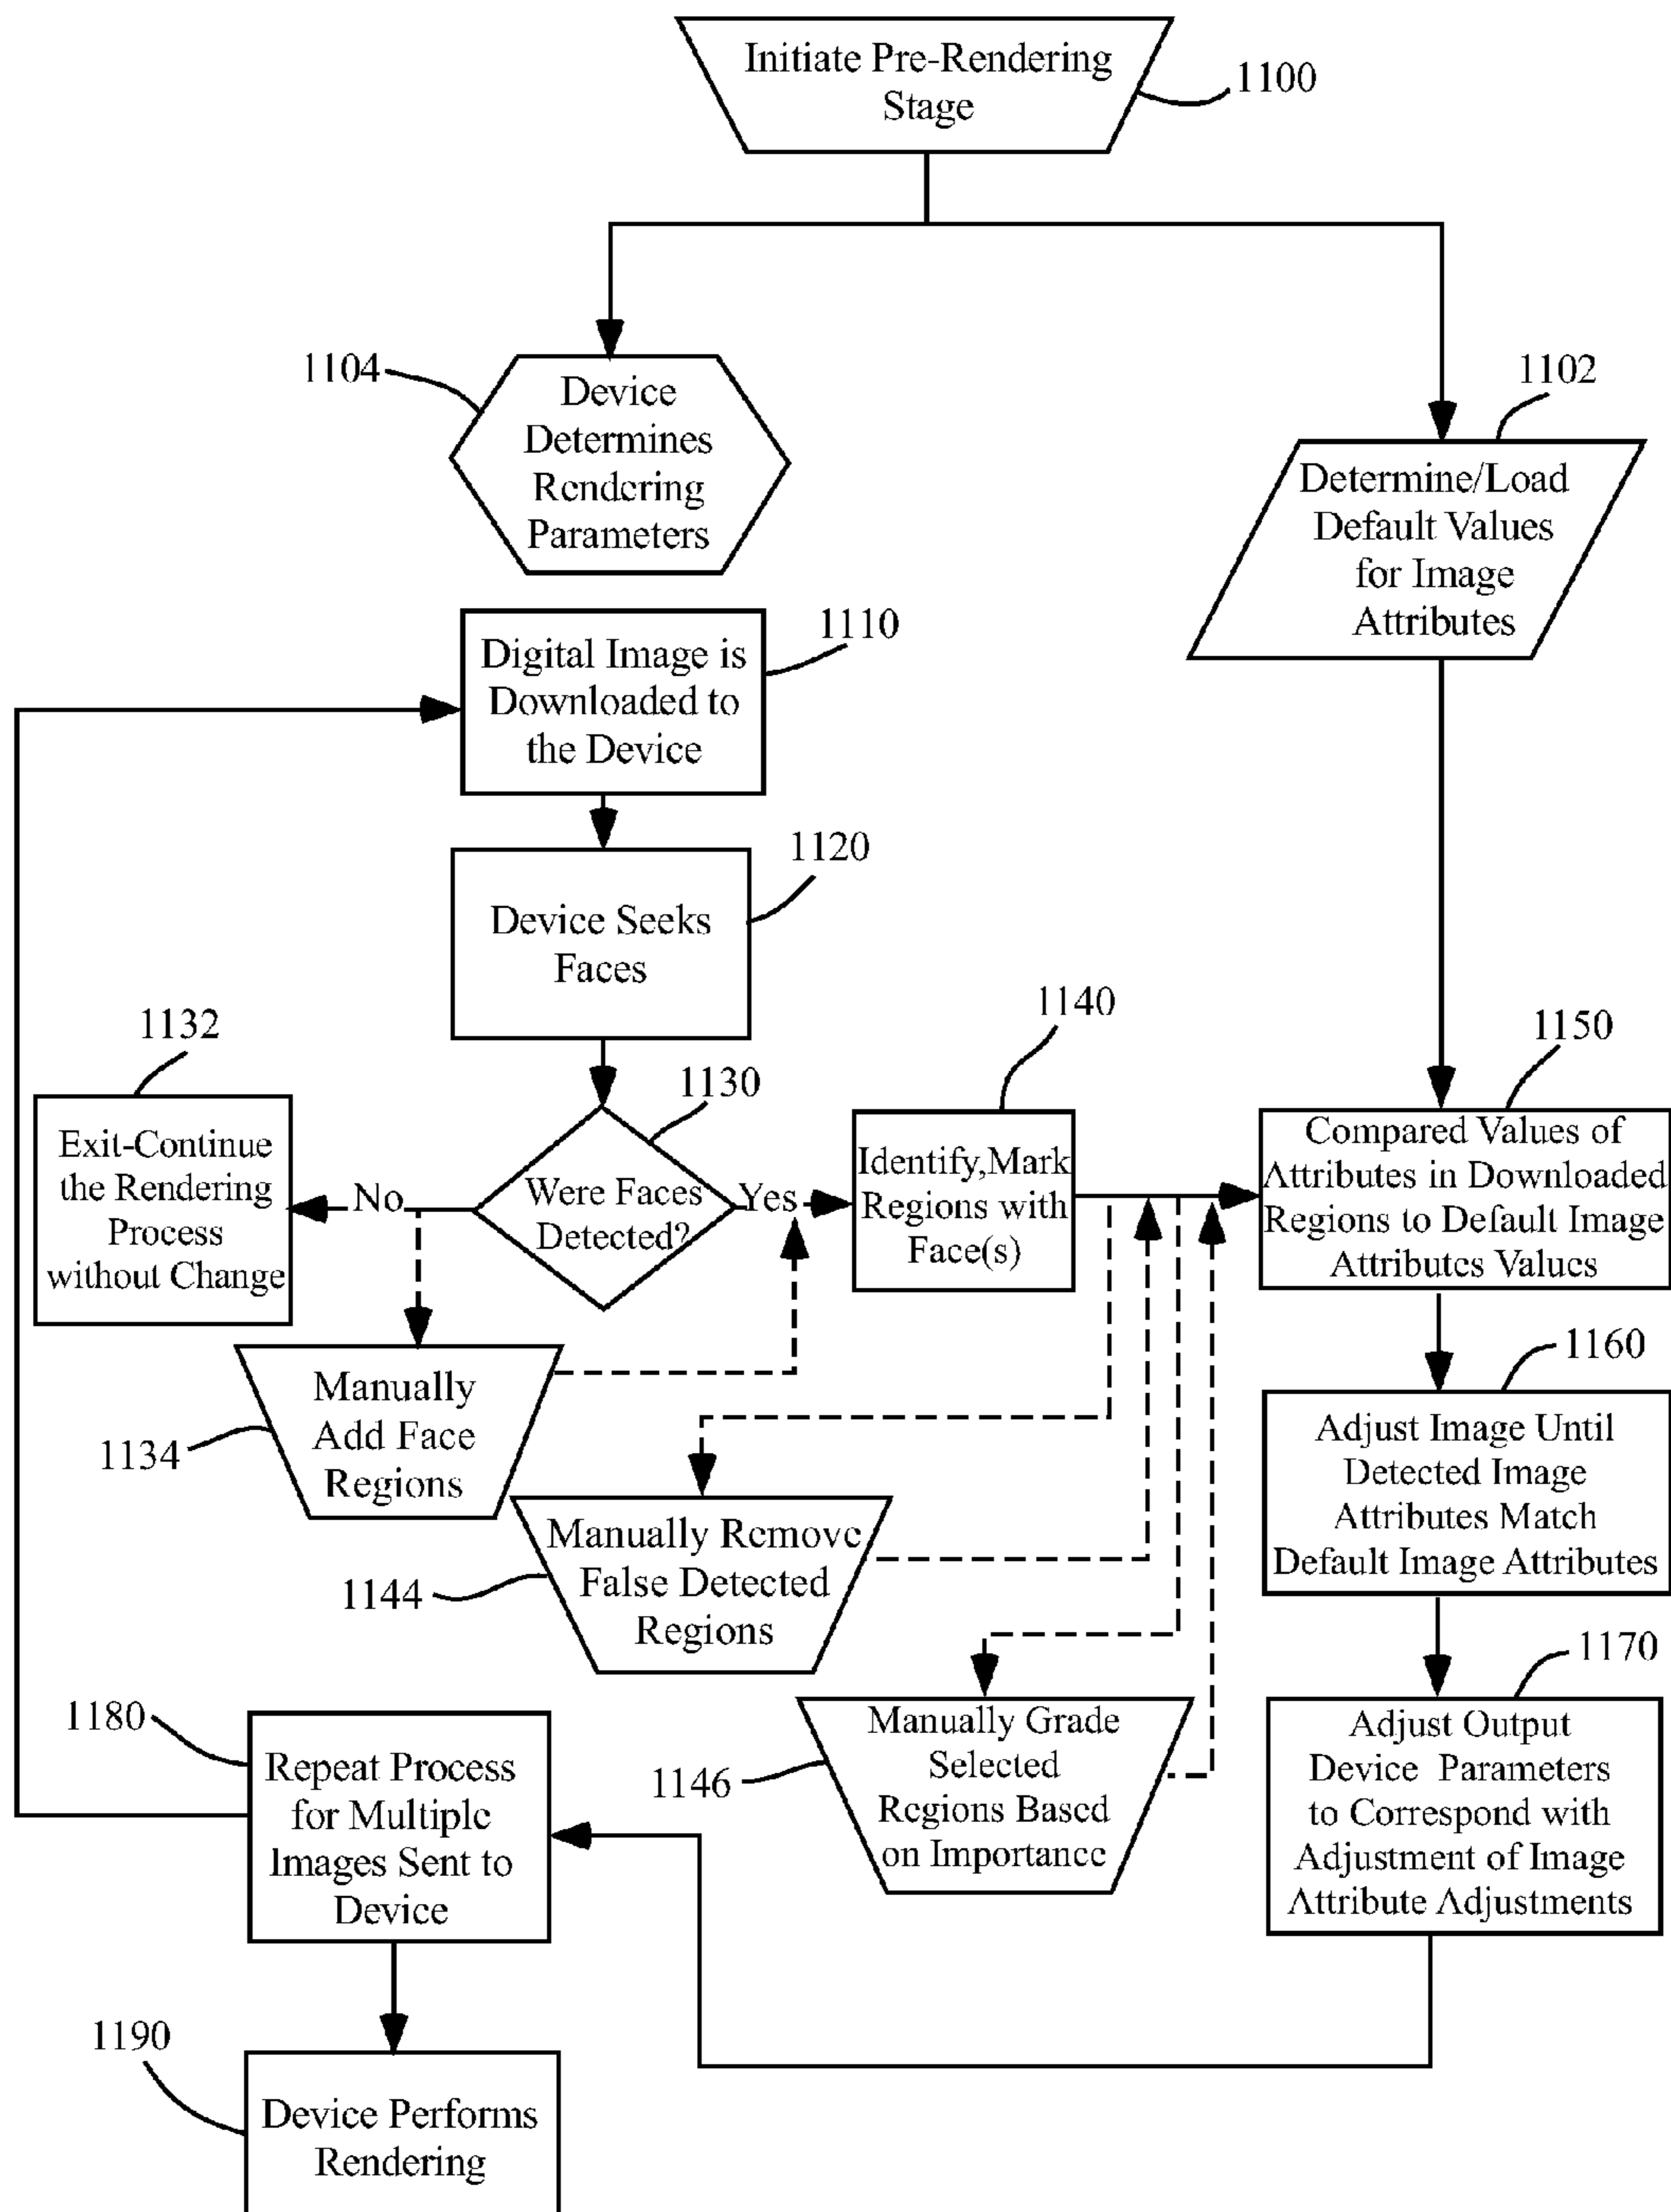 Initiate Pre-Rendering
Stage
1100
1104
Device
Determines
Rendering
Parameters
1102
Determine/Load
Default Values
for Image
Attributes
1110
Digital Image is
Downloaded to
the Device
1120
Device Seeks
Faces
1132
Exit-Continue
the Rendering
Process
without Change
No
1130
Were Faces
Detected?
Yes
1140
Identify,Mark
Regions with
Face(s)
1150
Compared Values of
Attributes in Downloaded
Regions to Default Image
Attributes Values
1134
Manually
Add Face
Regions
1160
Adjust Image Until
Detected Image
Attributes Match
Default Image Attributes
1144
Manually Remove
False Detected
Regions
1146
Manually Grade
Selected
Regions Based
on Importance
1170
Adjust Output
Device Parameters
to Correspond with
Adjustment of Image
Attribute Adjustments
1180
Repeat Process
for Multiple
Images Sent to
Device
1190
Device Performs
Rendering